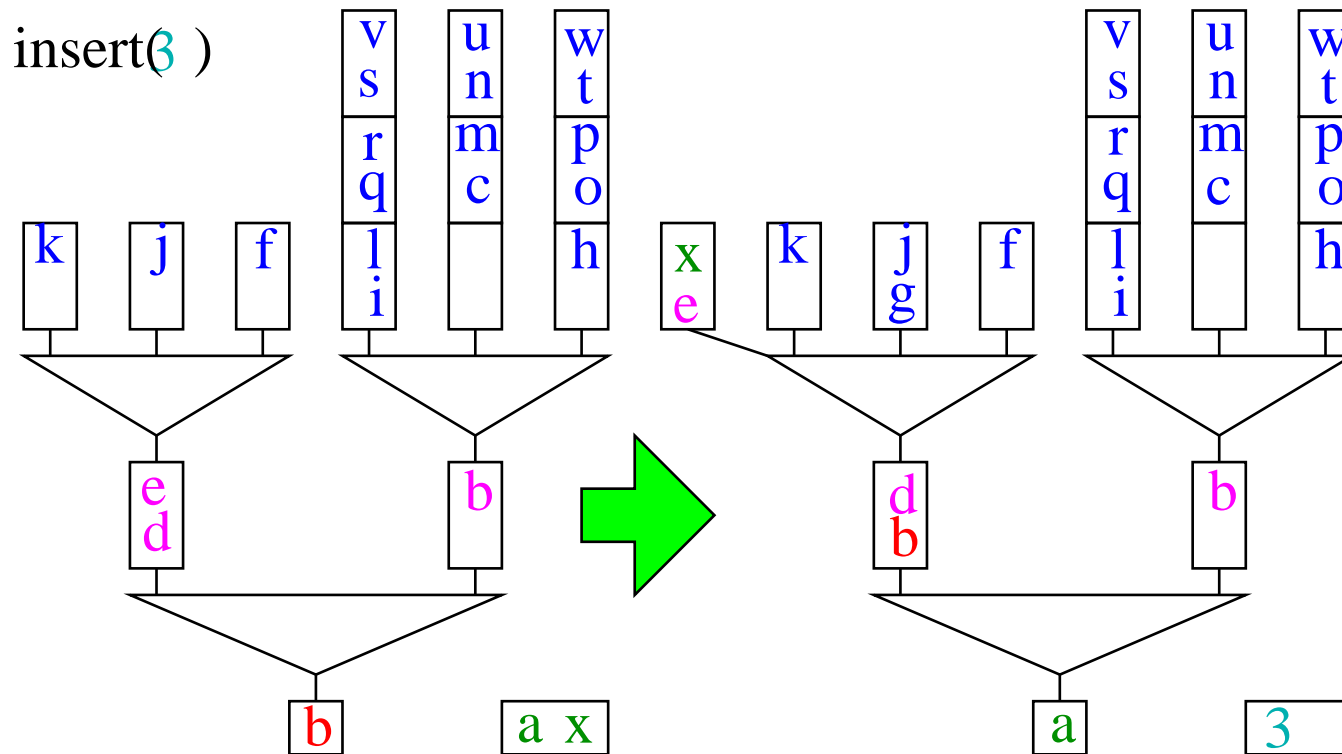 insert(3 )
v u w v u w
s n t s n t
r m p r m p
q c o q c o
k j f l h x k j f l h
i e g i
e b d b
d b
b a x a 3